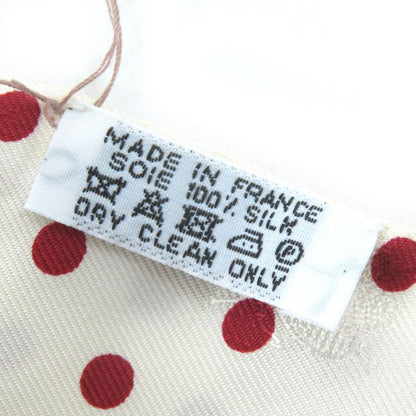 MADE IN FRANCE
SOIE 100% SILK
P
DRY CLEAN ONLY